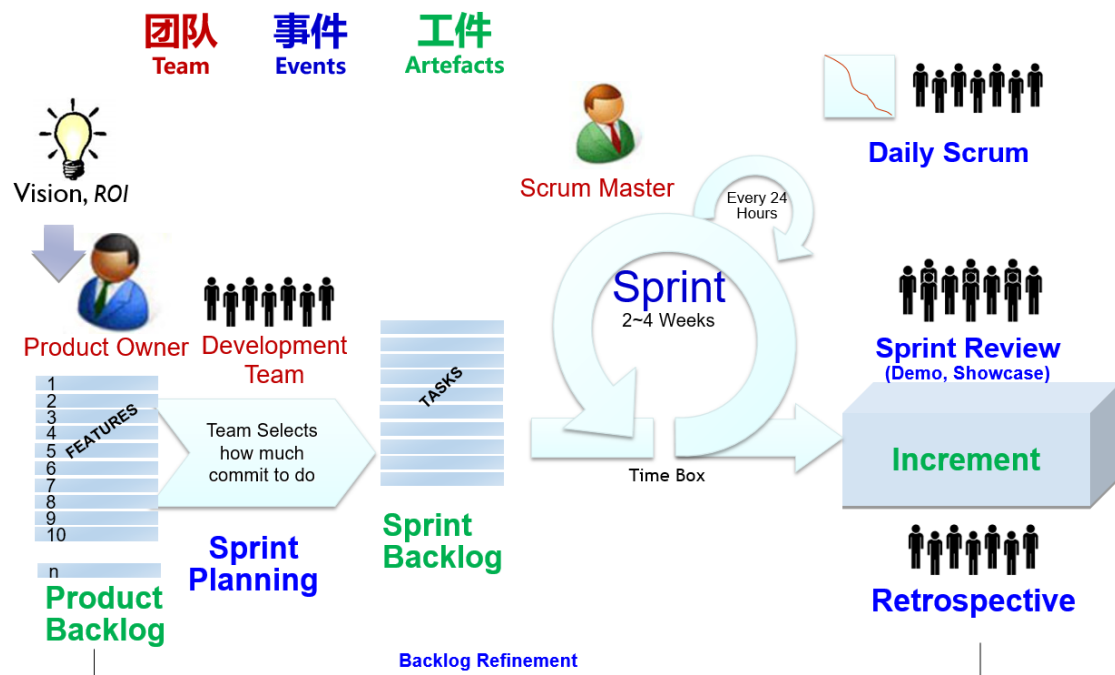 团队
Team
事件
Events
工件
Artefacts
Vision, ROI
Product Owner
Development
Team
Scrum Master
Every 24
Hours
Daily Scrum
Sprint
2~4 Weeks
Sprint Review
(Demo, Showcase)
1
2
3
4
5
6
7
8
9
10
n
FEATURES
Team Selects
how much
commit to do
TASKS
Time Box
Increment
Product
Backlog
Sprint
Planning
Sprint
Backlog
Retrospective
Backlog Refinement